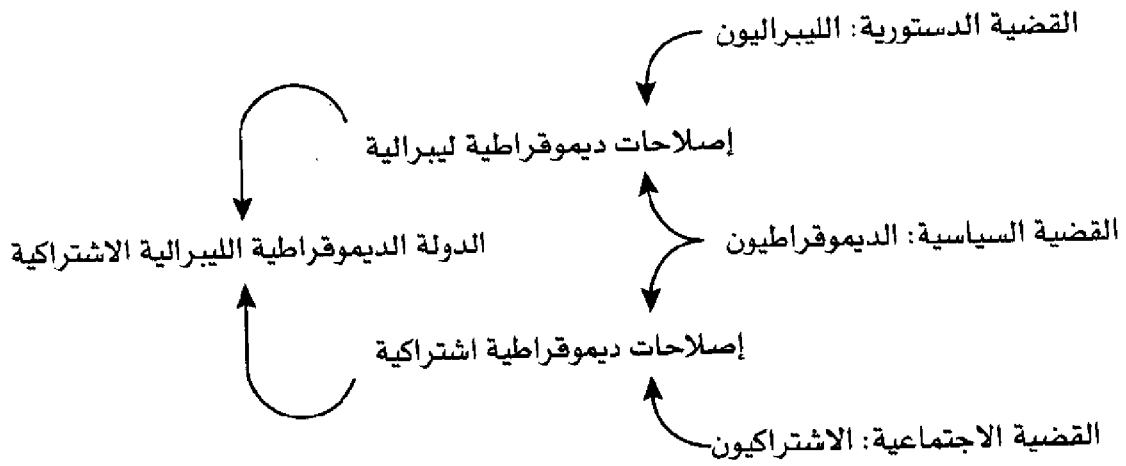 القضية الدستورية: الليبراليون
إصلاحات ديموقراطية ليبرالية
القضية السياسية: الديموقراطيون
الدولة الديموقراطية الليبرالية الاشتراكية
إصلاحات ديموقراطية اشتراكية
القضية الاجتماعية: الاشتراكيون